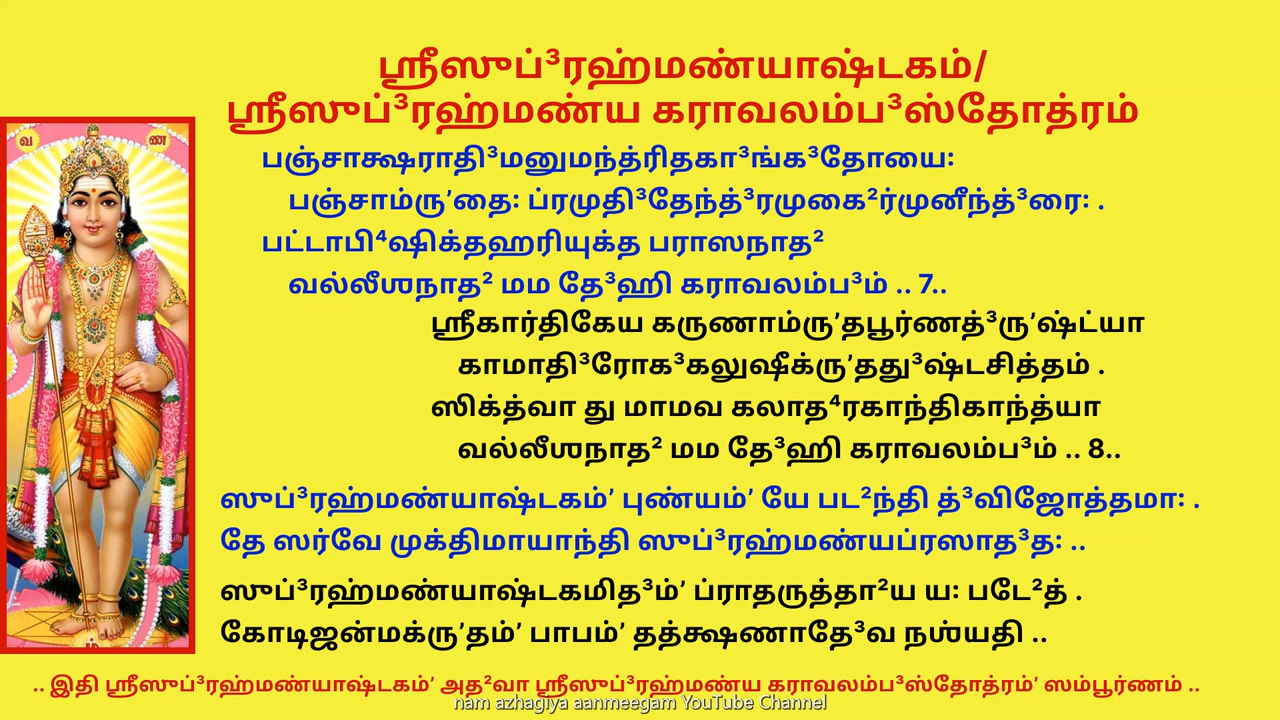 ஸ்ரீஸுப்³ரஹ்மண்யாஷ்டகம்/
ஸ்ரீஸுப்³ரஹ்மண்ய கராவலம்ப³ஸ்தோத்ரம்
வ
ண
பஞ்சாக்ஷராதி³மனுமந்த்ரிதகா³ங்க³தோயை꞉
பஞ்சாம்ரு’தை꞉ ப்ரமுதி³தேந்த்³ரமுகை²ர்முனீந்த்³ரை꞉ .
பட்டாபி⁴ஷிக்தஹரியுக்த பராஸநாத²
வல்லீஶநாத² மம தே³ஹி கராவலம்ப³ம் .. 7..
ஸ்ரீகார்திகேய கருணாம்ரு’தபூர்ணத்³ரு’ஷ்ட்யா
காமாதி³ரோக³கலுஷீக்ரு’தது³ஷ்டசித்தம் .
ஸிக்த்வா து மாமவ கலாத⁴ரகாந்திகாந்த்யா
வல்லீஶநாத² மம தே³ஹி கராவலம்ப³ம் .. 8..
ஸுப்³ரஹ்மண்யாஷ்டகம்’ புண்யம்’ யே பட²ந்தி த்³விஜோத்தமா꞉ .
தே ஸர்வே முக்திமாயாந்தி ஸுப்³ரஹ்மண்யப்ரஸாத³த꞉ ..
ஸுப்³ரஹ்மண்யாஷ்டகமித³ம்’ ப்ராதருத்தா²ய ய꞉ படே²த் .
கோடிஜன்மக்ரு’தம்’ பாபம்’ தத்க்ஷணாதே³வ நஶ்யதி ..
.. இதி ஸ்ரீஸுப்³ரஹ்மண்யாஷ்டகம்’ அத²வா ஸ்ரீஸுப்³ரஹ்மண்ய கராவலம்ப³ஸ்தோத்ரம்’ ஸம்பூர்ணம் ..
nam azhagiya aanmeegam YouTube Channel